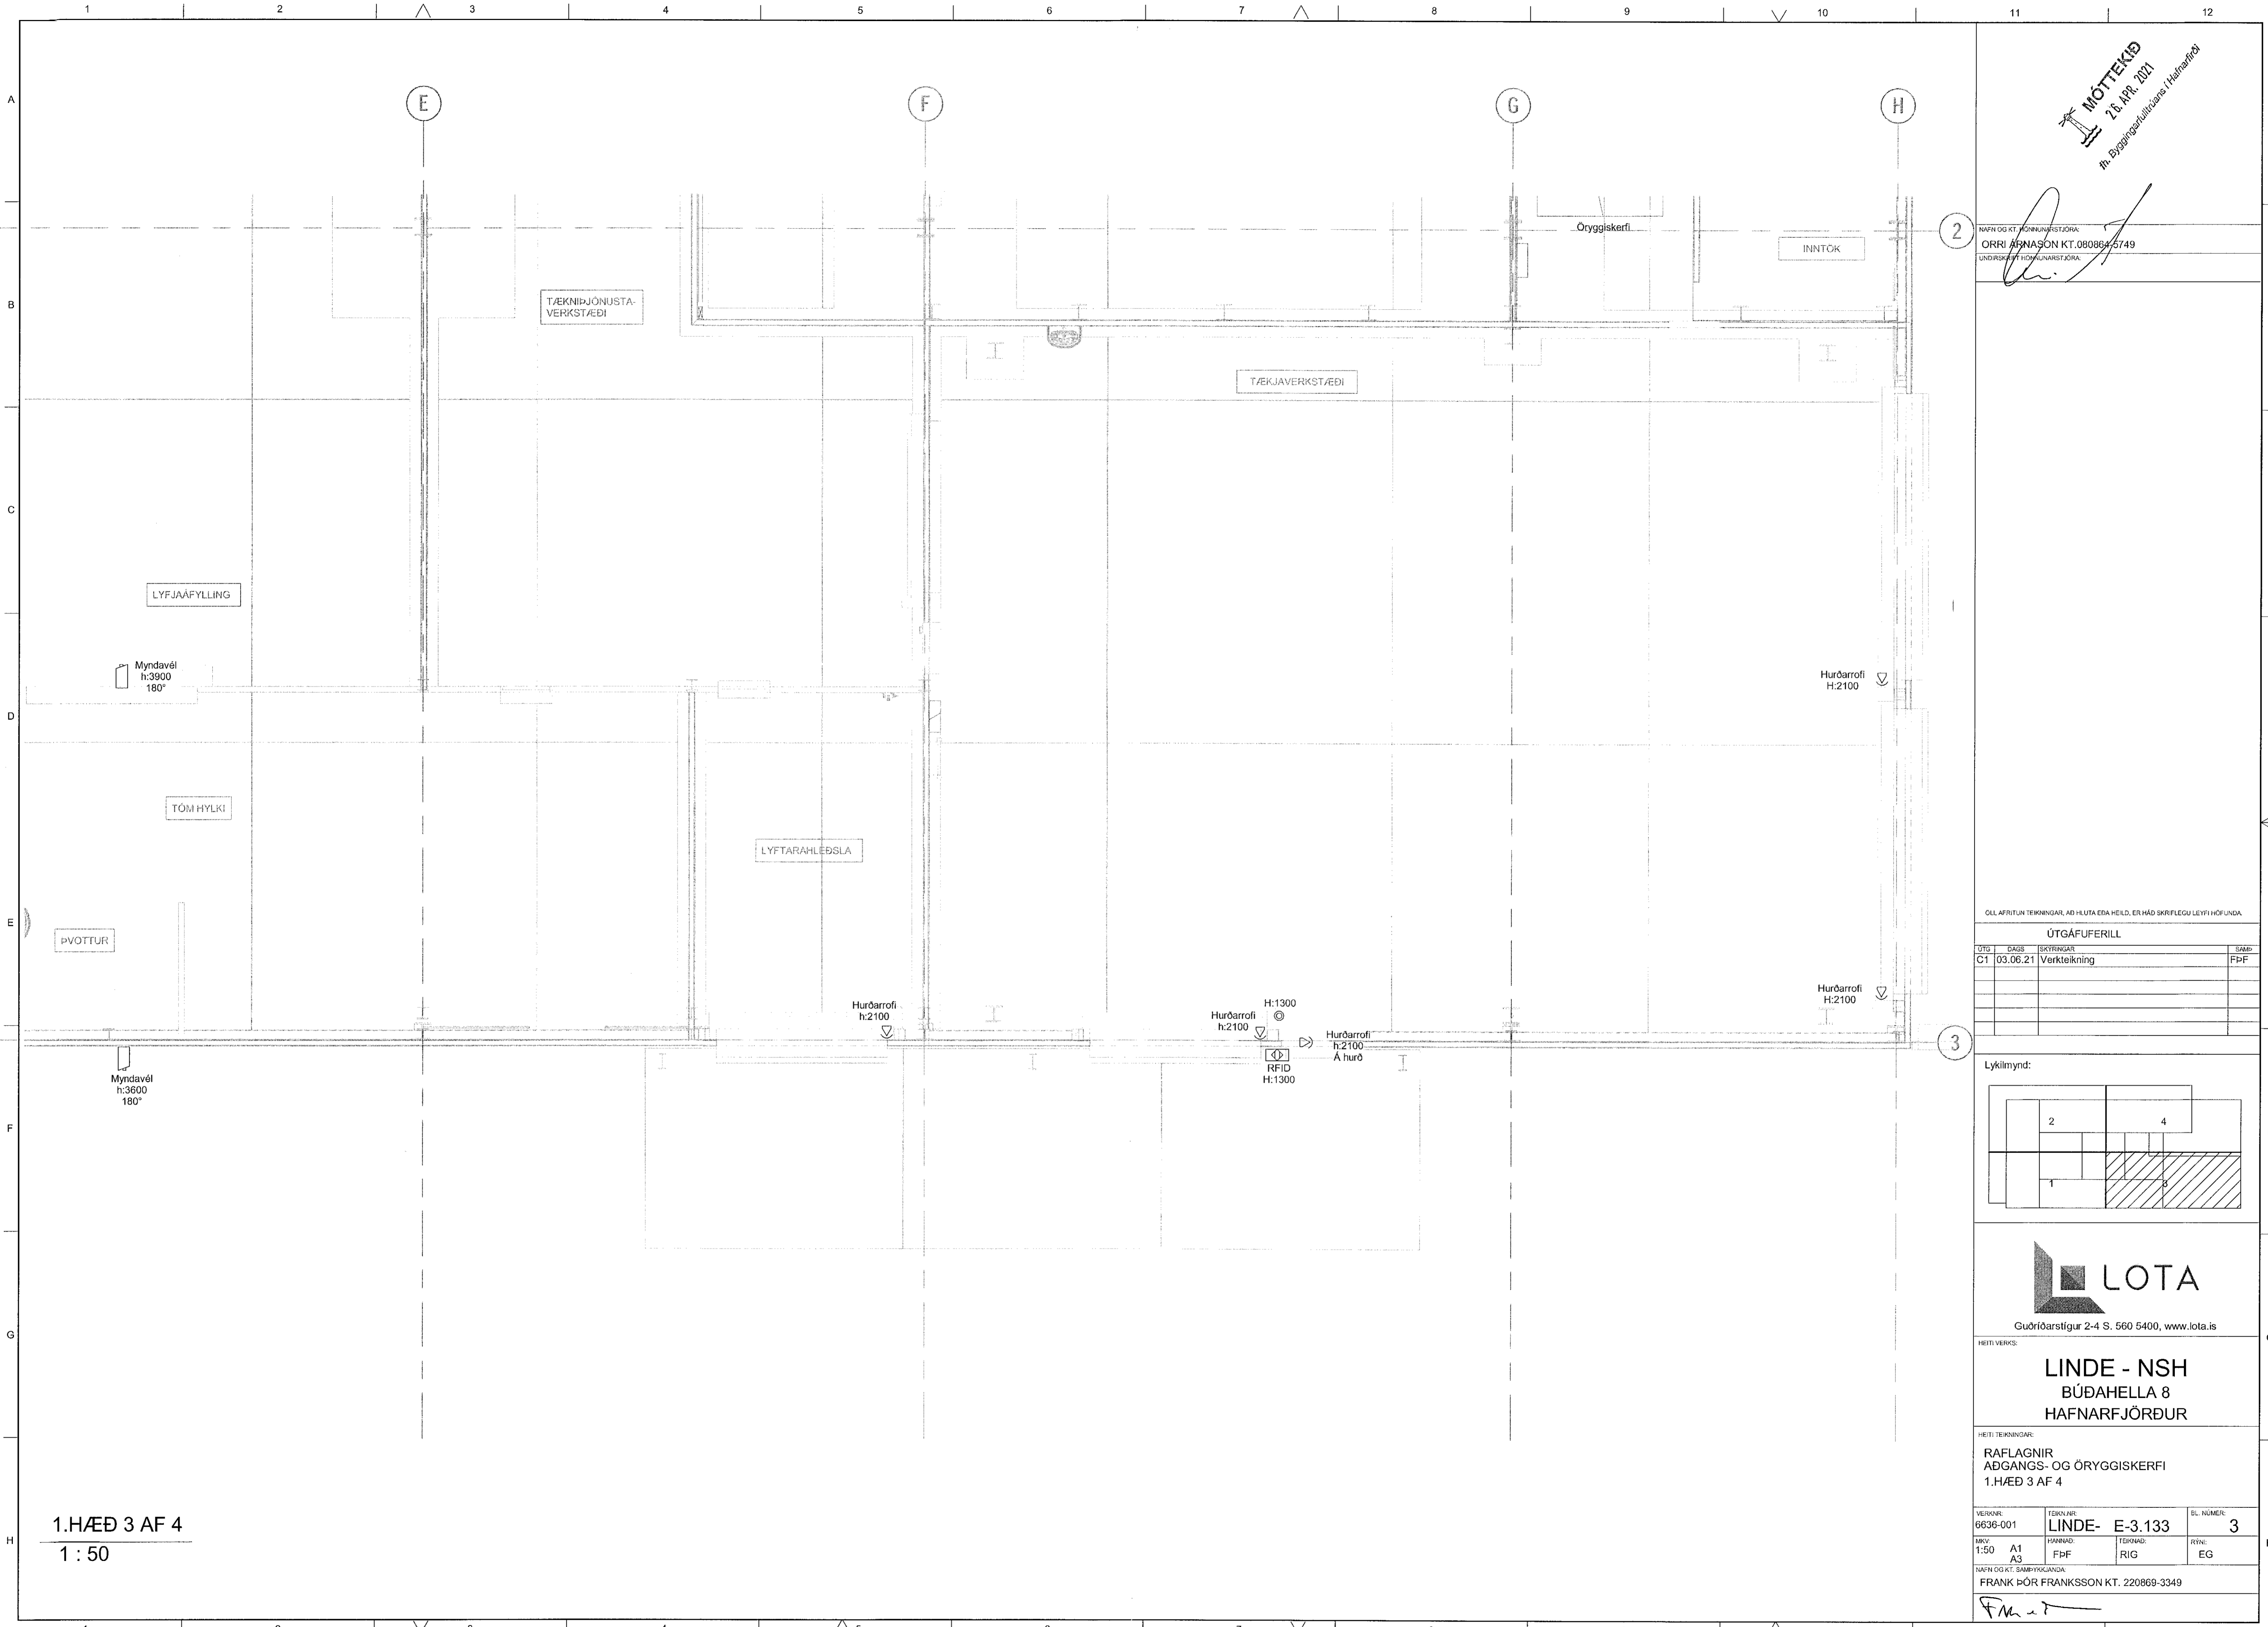 1 2 3 4 5 6 7 8 9 10 11 12
A
B
C
D
E
F
G
H
E
F
G
H
2
3
Öryggiskerfi
INNTÖK
TÆKNIÞJÓNUSTA-
VERKSTÆÐI
TÆKJAVERKSTÆÐI
LYFJAÁFYLLING
Myndavél
h:3900
180°
Hurðarrofi
H:2100
TÓM HYLKI
LYFTARAHLEÐSLA
ÞVOTTUR
Hurðarrofi
h:2100
Hurðarrofi
h:2100
H:1300
Hurðarrofi
h:2100
Á hurð
RFID
H:1300
Hurðarrofi
H:2100
Myndavél
h:3600
180°
1.HÆÐ 3 AF 4
1 : 50
MÓTTEKIÐ
26. APR. 2021
fh. Byggingarfulltrúans í Hafnarfirði
NAFN OG KT. HÖNNUNARSTJÓRA:
ORRI ÁRNASON KT.080864-5749
UNDIRSKRIFT HÖNNUNARSTJÓRA:
ÖLL AFRITUN TEIKNINGAR, AÐ HLUTA EÐA HEILD, ER HÁÐ SKRIFLEGU LEYFI HÖFUNDA.
ÚTGÁFUFERILL
ÚTG DAGS SKÝRINGAR SAMÞ
C1 03.06.21 Verkteikning FÞF
Lykilmynd:
2 4
1 3
LOTA
Guðríðarstígur 2-4 S. 560 5400, www.lota.is
HEITI VERKS:
LINDE - NSH
BÚÐAHELLA 8
HAFNARFJÖRÐUR
HEITI TEIKNINGAR:
RAFLAGNIR
AÐGANGS- OG ÖRYGGISKERFI
1.HÆÐ 3 AF 4
VERKNR: TEIKN.NR: BL. NÚMER:
6636-001 LINDE- E-3.133 3
MKV: HANNAÐ: TEIKNAÐ: RÝNI:
1:50 A1 FÞF RIG EG
A3
NAFN OG KT. SAMÞYKKJANDA:
FRANK ÞÓR FRANKSSON KT. 220869-3349